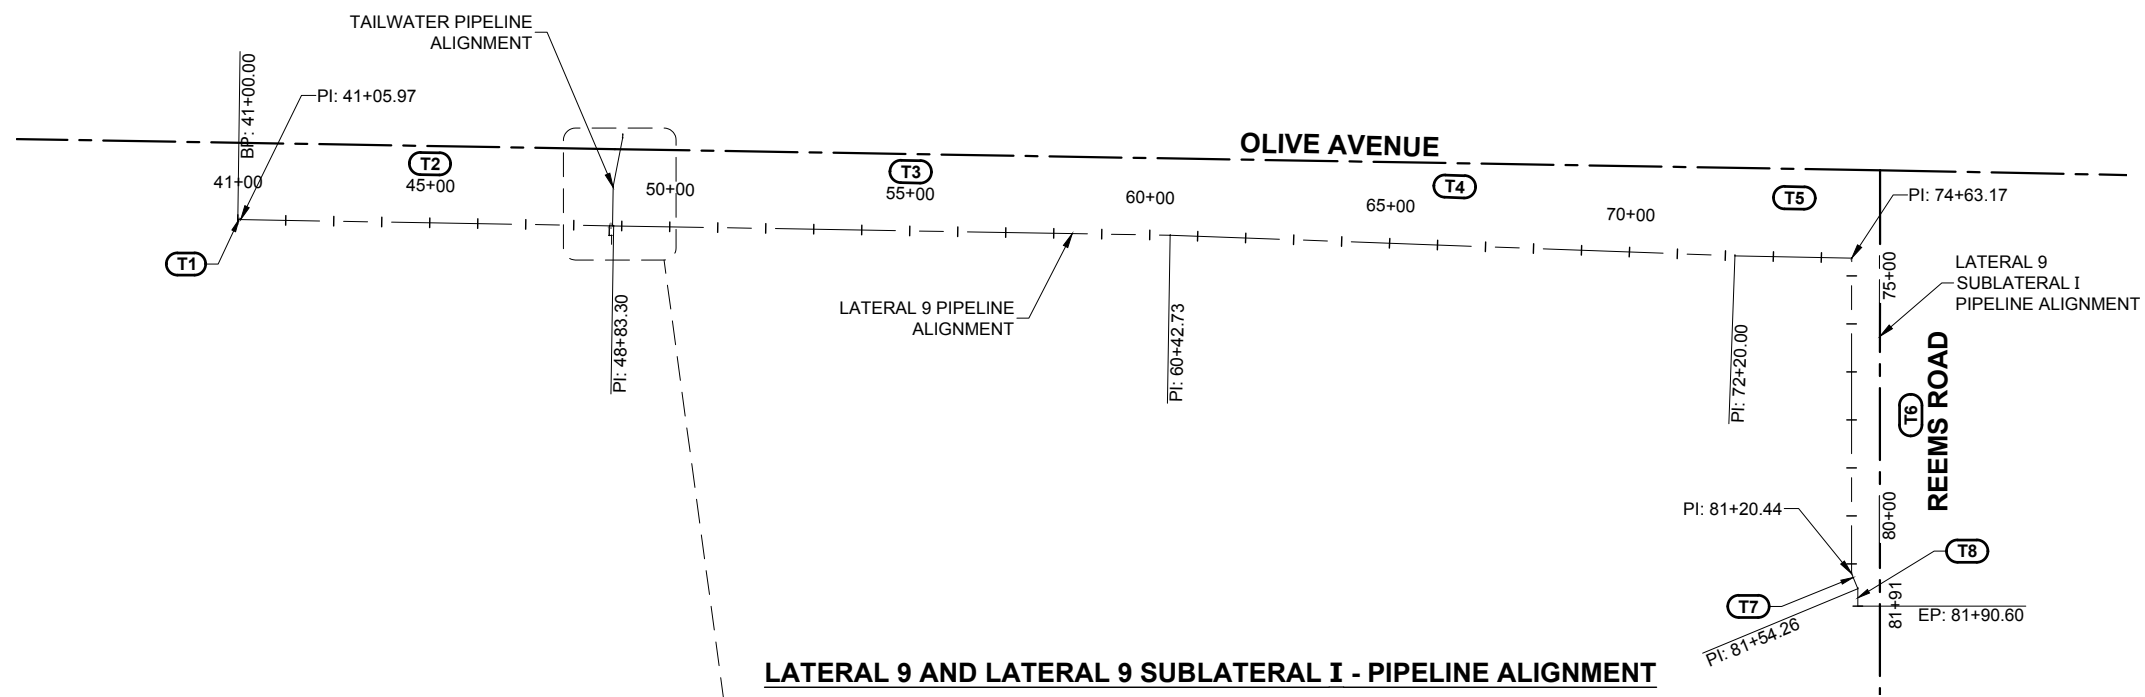 TAILWATER PIPELINE
ALIGNMENT
BP: 41+00.00
PI: 41+05.97
OLIVE AVENUE
T2
T3
T4
T5
41+00
45+00
50+00
55+00
60+00
65+00
70+00
PI: 74+63.17
T1
LATERAL 9 PIPELINE
ALIGNMENT
PI: 48+83.30
PI: 60+42.73
PI: 72+20.00
75+00
LATERAL 9
SUBLATERAL I
PIPELINE ALIGNMENT
T6
REEMS ROAD
PI: 81+20.44
80+00
T8
T7
81+91
EP: 81+90.60
PI: 81+54.26
LATERAL 9 AND LATERAL 9 SUBLATERAL I - PIPELINE ALIGNMENT